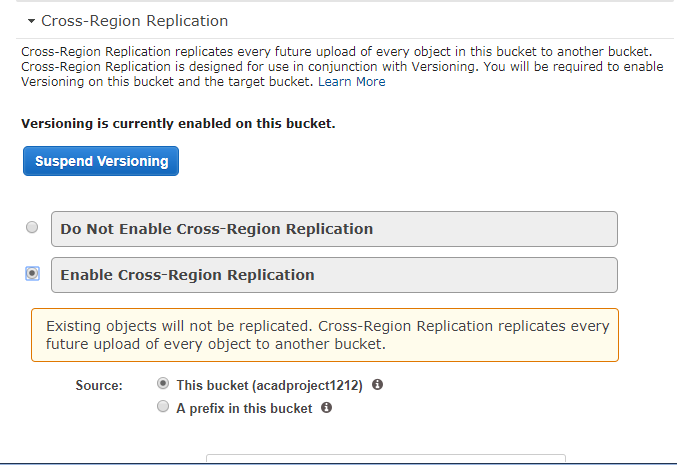 Cross-Region Replication
Cross-Region Replication replicates every future upload of every object in this bucket to another bucket.
Cross-Region Replication is designed for use in conjunction with Versioning. You will be required to enable
Versioning on this bucket and the target bucket. Learn More
Versioning is currently enabled on this bucket.
Suspend Versioning
Do Not Enable Cross-Region Replication
Enable Cross-Region Replication
Existing objects will not be replicated. Cross-Region Replication replicates every
future upload of every object to another bucket.
Source: This bucket (acadproject1212)
A prefix in this bucket